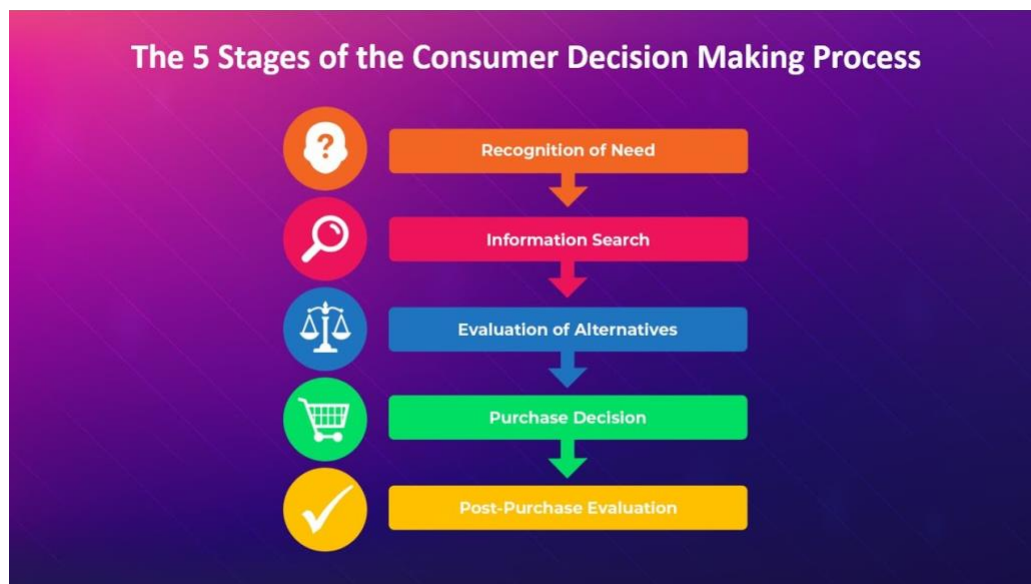 The 5 Stages of the Consumer Decision Making Process
?
Recognition of Need
Information Search
Evaluation of Alternatives
Purchase Decision
Post-Purchase Evaluation